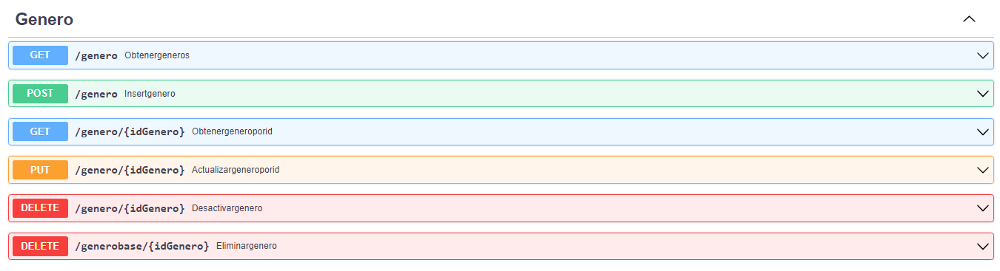 Genero
GET /genero Obtenergeneros
POST /genero Insertgenero
GET /genero/{idGenero} Obtenergeneroporid
PUT /genero/{idGenero} Actualizargeneroporid
DELETE /genero/{idGenero} Desactivargenero
DELETE /generobase/{idGenero} Eliminargenero